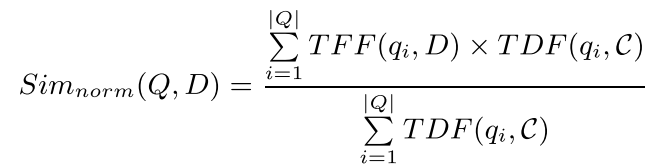 Sim_{norm}(Q, D) = \frac{\sum_{i=1}^{|Q|} TFF(q_i, D) \times TDF(q_i, \mathcal{C})}{\sum_{i=1}^{|Q|} TDF(q_i, \mathcal{C})}